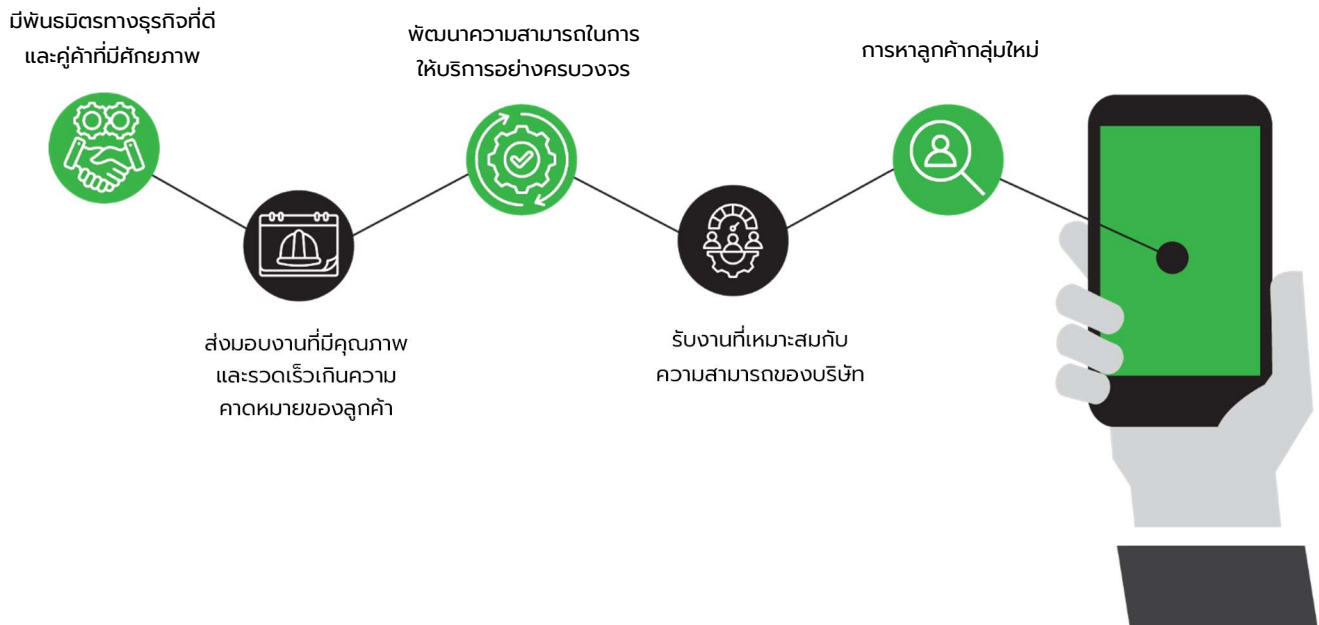 มีพันธมิตรทางธุรกิจที่ดี
และคู่ค้าที่มีศักยภาพ
ส่งมอบงานที่มีคุณภาพ
และรวดเร็วเกินความ
คาดหมายของลูกค้า
พัฒนาความสามารถในการ
ให้บริการอย่างครบวงจร
รับงานที่เหมาะสมกับ
ความสามารถของบริษัท
การหาลูกค้ากลุ่มใหม่